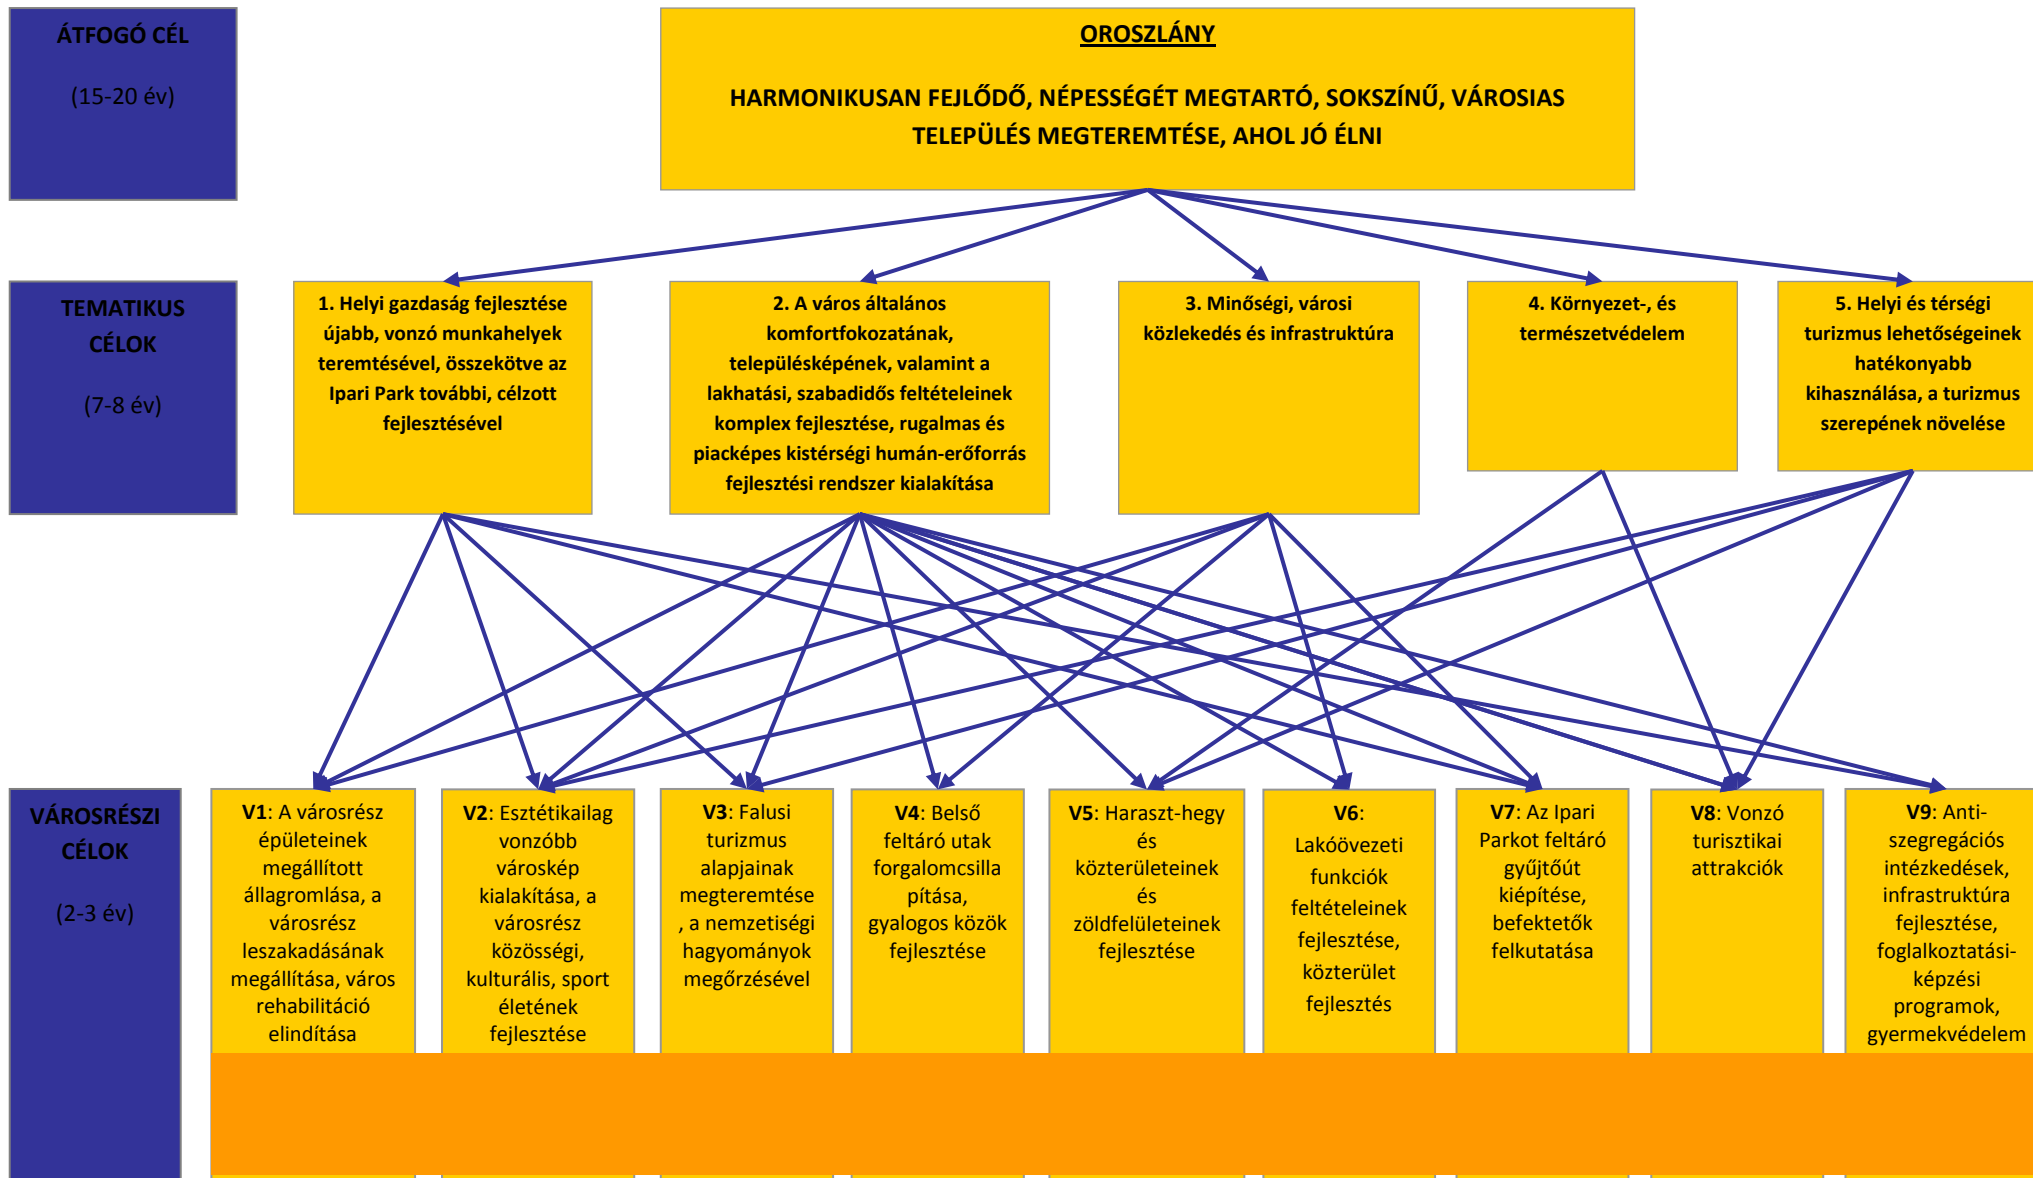 ÁTFOGÓ CÉL
(15-20 év)
OROSZLÁNY
HARMONIKUSAN FEJLŐDŐ, NÉPESSÉGÉT MEGTARTÓ, SOKSZÍNŰ, VÁROSIAS
TELEPÜLÉS MEGTEREMTÉSE, AHOL JÓ ÉLNI
TEMATIKUS
CÉLOK
(7-8 év)
1. Helyi gazdaság fejlesztése
újabb, vonzó munkahelyek
teremtésével, összekötve az
Ipari Park további, célzott
fejlesztésével
2. A város általános
komfortfokozatának,
településképének, valamint a
lakhatási, szabadidős feltételeinek
komplex fejlesztése, rugalmas és
piacképes kistérségi humán-erőforrás
fejlesztési rendszer kialakítása
3. Minőségi, városi
közlekedés és infrastruktúra
4. Környezet-, és
természetvédelem
5. Helyi és térségi
turizmus lehetőségeinek
hatékonyabb
kihasználása, a turizmus
szerepének növelése
VÁROSRÉSZI
CÉLOK
(2-3 év)
V1: A városrész
épületeinek
megállított
állagromlása, a
városrész
leszakadásának
megállítása, város
rehabilitáció
elindítása
V2: Esztétikailag
vonzóbb
városkép
kialakítása, a
városrész
közösségi,
kulturális, sport
életének
fejlesztése
V3: Falusi
turizmus
alapjainak
megteremtése
, a nemzetiségi
hagyományok
megőrzésével
V4: Belső
feltáró utak
forgalomcsilla
pítása,
gyalogos közök
fejlesztése
V5: Haraszt-hegy
és
közterületeinek
és
zöldfelületeinek
fejlesztése
V6:
Lakóövezeti
funkciók
feltételeinek
fejlesztése,
közterület
fejlesztés
V7: Az Ipari
Parkot feltáró
gyűjtőút
kiépítése,
befektetők
felkutatása
V8: Vonzó
turisztikai
attrakciók
V9: Anti-
szegregációs
intézkedések,
infrastruktúra
fejlesztése,
foglalkoztatási-
képzési
programok,
gyermekvédelem